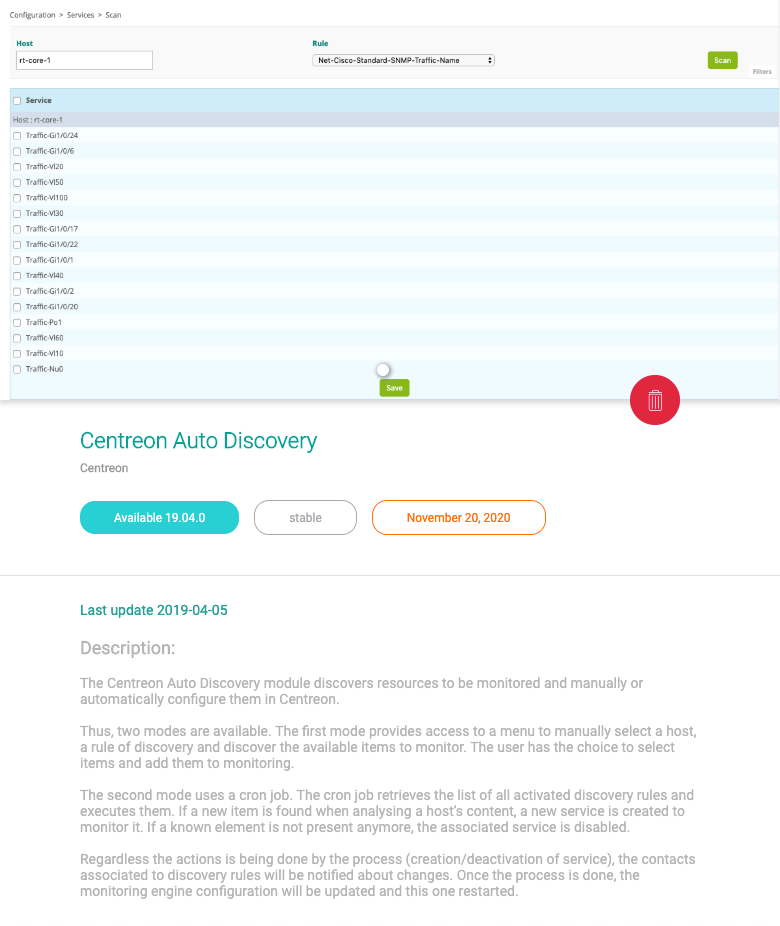 Configuration > Services > Scan
Host
Rule
rt-core-1
Net-Cisco-Standard-SNMP-Traffic-Name
Scan
Filters
Service
Host : rt-core-1
Traffic-Gi1/0/24
Traffic-Gi1/0/6
Traffic-Vl20
Traffic-Vl50
Traffic-Vl100
Traffic-Vl30
Traffic-Gi1/0/17
Traffic-Gi1/0/22
Traffic-Gi1/0/1
Traffic-Vl40
Traffic-Gi1/0/2
Traffic-Gi1/0/20
Traffic-Po1
Traffic-Vl60
Traffic-Vl10
Traffic-Nu0
Save
Centreon Auto Discovery
Centreon
Available 19.04.0
stable
November 20, 2020
Last update 2019-04-05
Description:
The Centreon Auto Discovery module discovers resources to be monitored and manually or
automatically configure them in Centreon.
Thus, two modes are available. The first mode provides access to a menu to manually select a host,
a rule of discovery and discover the available items to monitor. The user has the choice to select
items and add them to monitoring.
The second mode uses a cron job. The cron job retrieves the list of all activated discovery rules and
executes them. If a new item is found when analysing a host's content, a new service is created to
monitor it. If a known element is not present anymore, the associated service is disabled.
Regardless the actions is being done by the process (creation/deactivation of service), the contacts
associated to discovery rules will be notified about changes. Once the process is done, the
monitoring engine configuration will be updated and this one restarted.